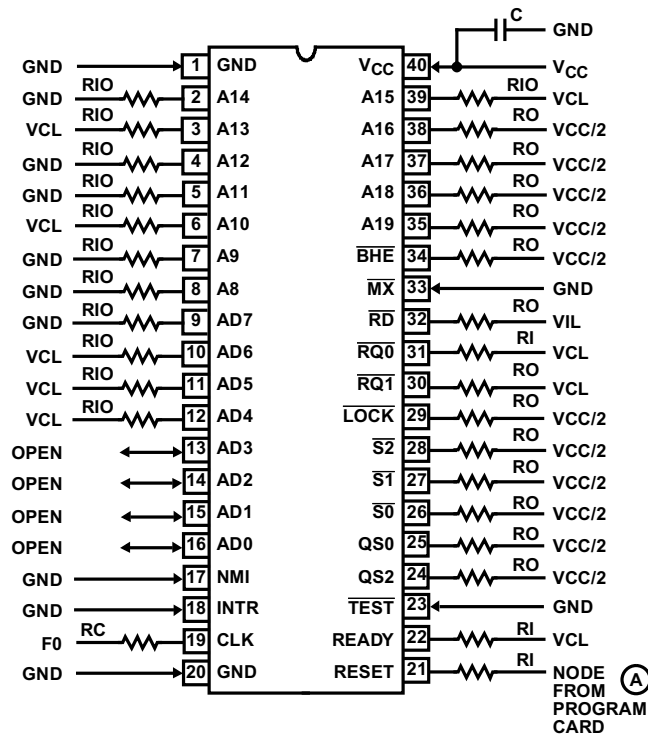 C
GND
GND 1 GND VCC 40 VCC
GND RIO 2 A14 A15 39 RIO VCL
VCL RIO 3 A13 A16 38 RO VCC/2
GND RIO 4 A12 A17 37 RO VCC/2
GND RIO 5 A11 A18 36 RO VCC/2
VCL RIO 6 A10 A19 35 RO VCC/2
GND RIO 7 A9 BHE 34 RO VCC/2
GND RIO 8 A8 MX 33 GND
GND RIO 9 AD7 RD 32 RO VIL
VCL RIO 10 AD6 RQ0 31 RI VCL
VCL RIO 11 AD5 RQ1 30 RO VCL
VCL RIO 12 AD4 LOCK 29 RO VCC/2
OPEN 13 AD3 S2 28 RO VCC/2
OPEN 14 AD2 S1 27 RO VCC/2
OPEN 15 AD1 S0 26 RO VCC/2
OPEN 16 AD0 QS0 25 RO VCC/2
GND 17 NMI QS2 24 RO VCC/2
GND 18 INTR TEST 23 GND
F0 RC 19 CLK READY 22 RI VCL
GND 20 GND RESET 21 RI NODE A
FROM
PROGRAM
CARD